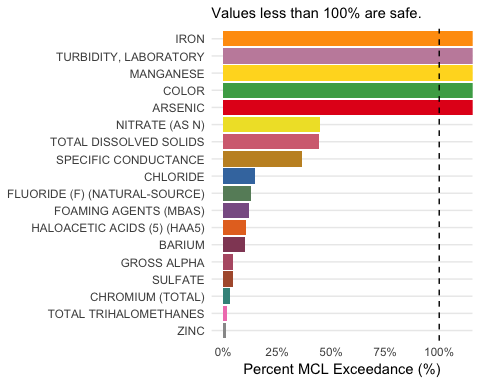 Values less than 100% are safe.
IRON
TURBIDITY, LABORATORY
MANGANESE
COLOR
ARSENIC
NITRATE (AS N)
TOTAL DISSOLVED SOLIDS
SPECIFIC CONDUCTANCE
CHLORIDE
FLUORIDE (F) (NATURAL-SOURCE)
FOAMING AGENTS (MBAS)
HALOACETIC ACIDS (5) (HAA5)
BARIUM
GROSS ALPHA
SULFATE
CHROMIUM (TOTAL)
TOTAL TRIHALOMETHANES
ZINC
0% 25% 50% 75% 100%
Percent MCL Exceedance (%)